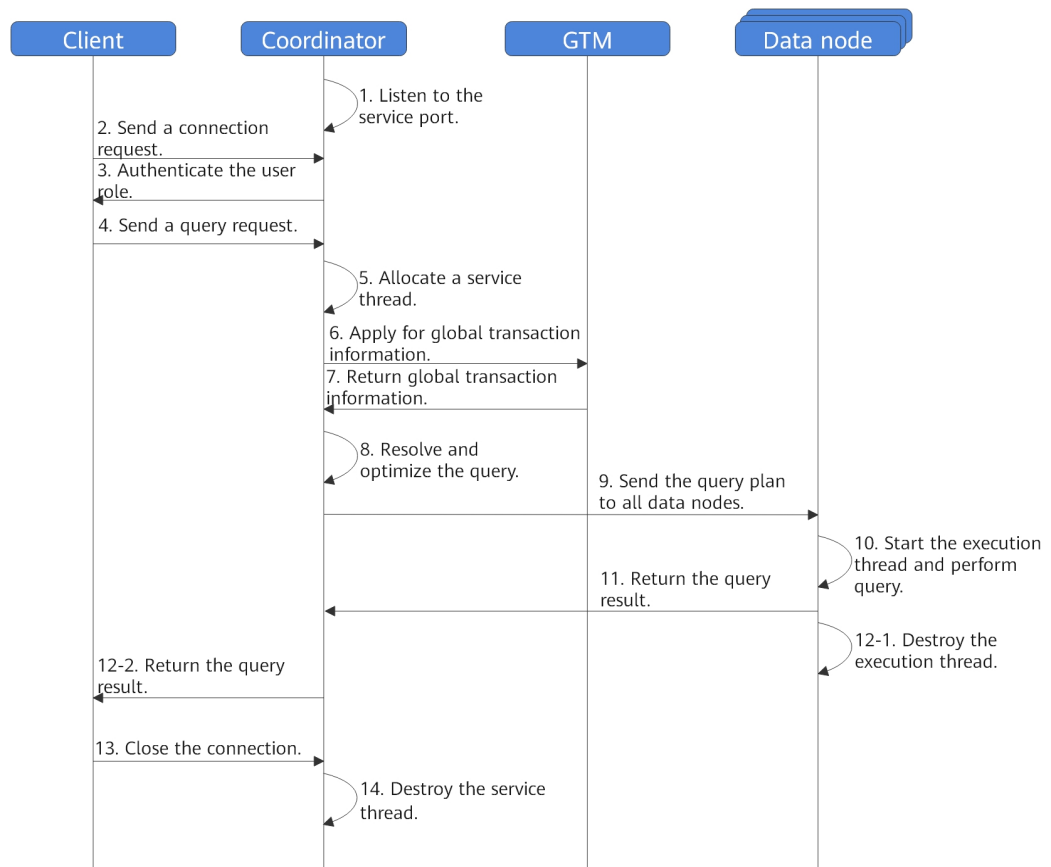 Client
Coordinator
GTM
Data node
1. Listen to the
service port.
2. Send a connection
request.
3. Authenticate the user
role.
4. Send a query request.
5. Allocate a service
thread.
6. Apply for global transaction
information.
7. Return global transaction
information.
8. Resolve and
optimize the query.
9. Send the query plan
to all data nodes.
10. Start the execution
thread and perform
query.
11. Return the query
result.
12-1. Destroy the
execution thread.
12-2. Return the query
result.
13. Close the connection.
14. Destroy the service
thread.